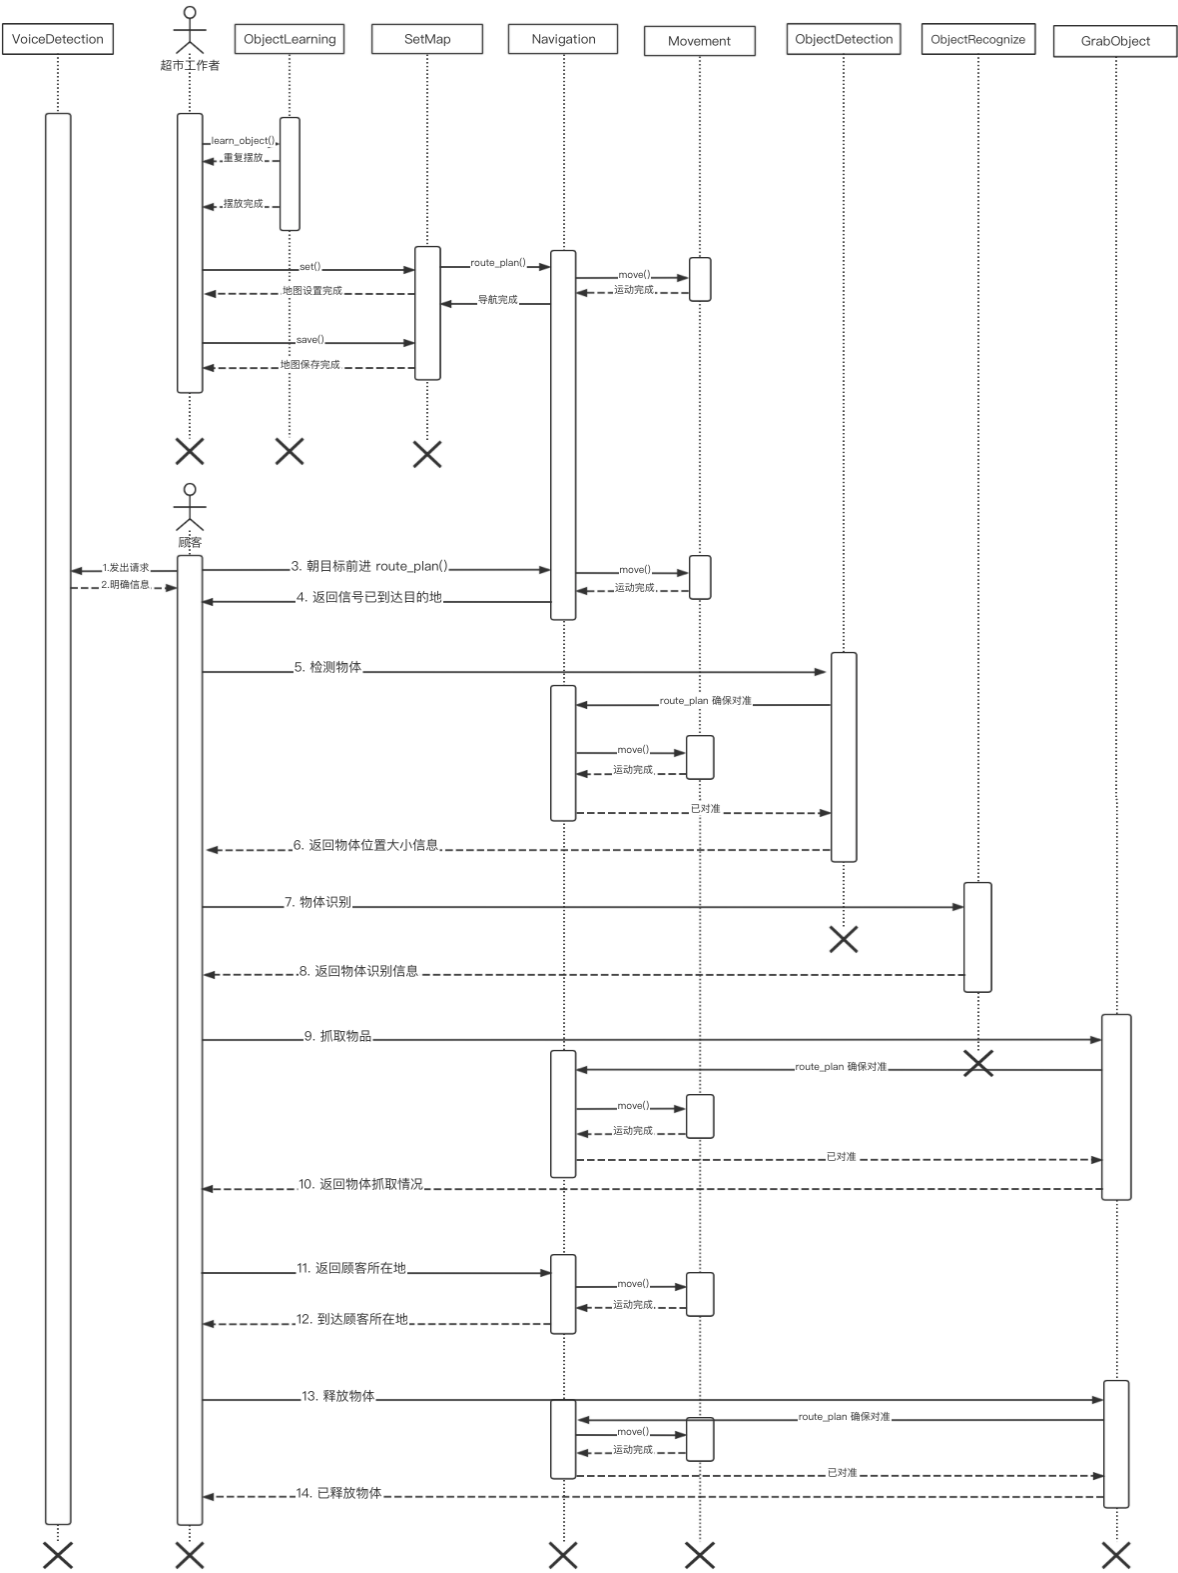 VoiceDetection
超市工作者
ObjectLearning
SetMap
Navigation
Movement
ObjectDetection
ObjectRecognize
GrabObject
learn_object()
重复摆放
摆放完成
set()
route_plan()
move()
地图设置完成
运动完成
导航完成
save()
地图保存完成
顾客
1.发出请求
3. 朝目标前进 route_plan()
move()
2.明确信息
运动完成
4. 返回信号已到达目的地
5. 检测物体
route_plan 确保对准
move()
运动完成
已对准
6. 返回物体位置大小信息
7. 物体识别
8. 返回物体识别信息
9. 抓取物品
route_plan 确保对准
move()
运动完成
已对准
10. 返回物体抓取情况
11. 返回顾客所在地
move()
运动完成
12. 到达顾客所在地
13. 释放物体
route_plan 确保对准
move()
运动完成
已对准
14. 已释放物体